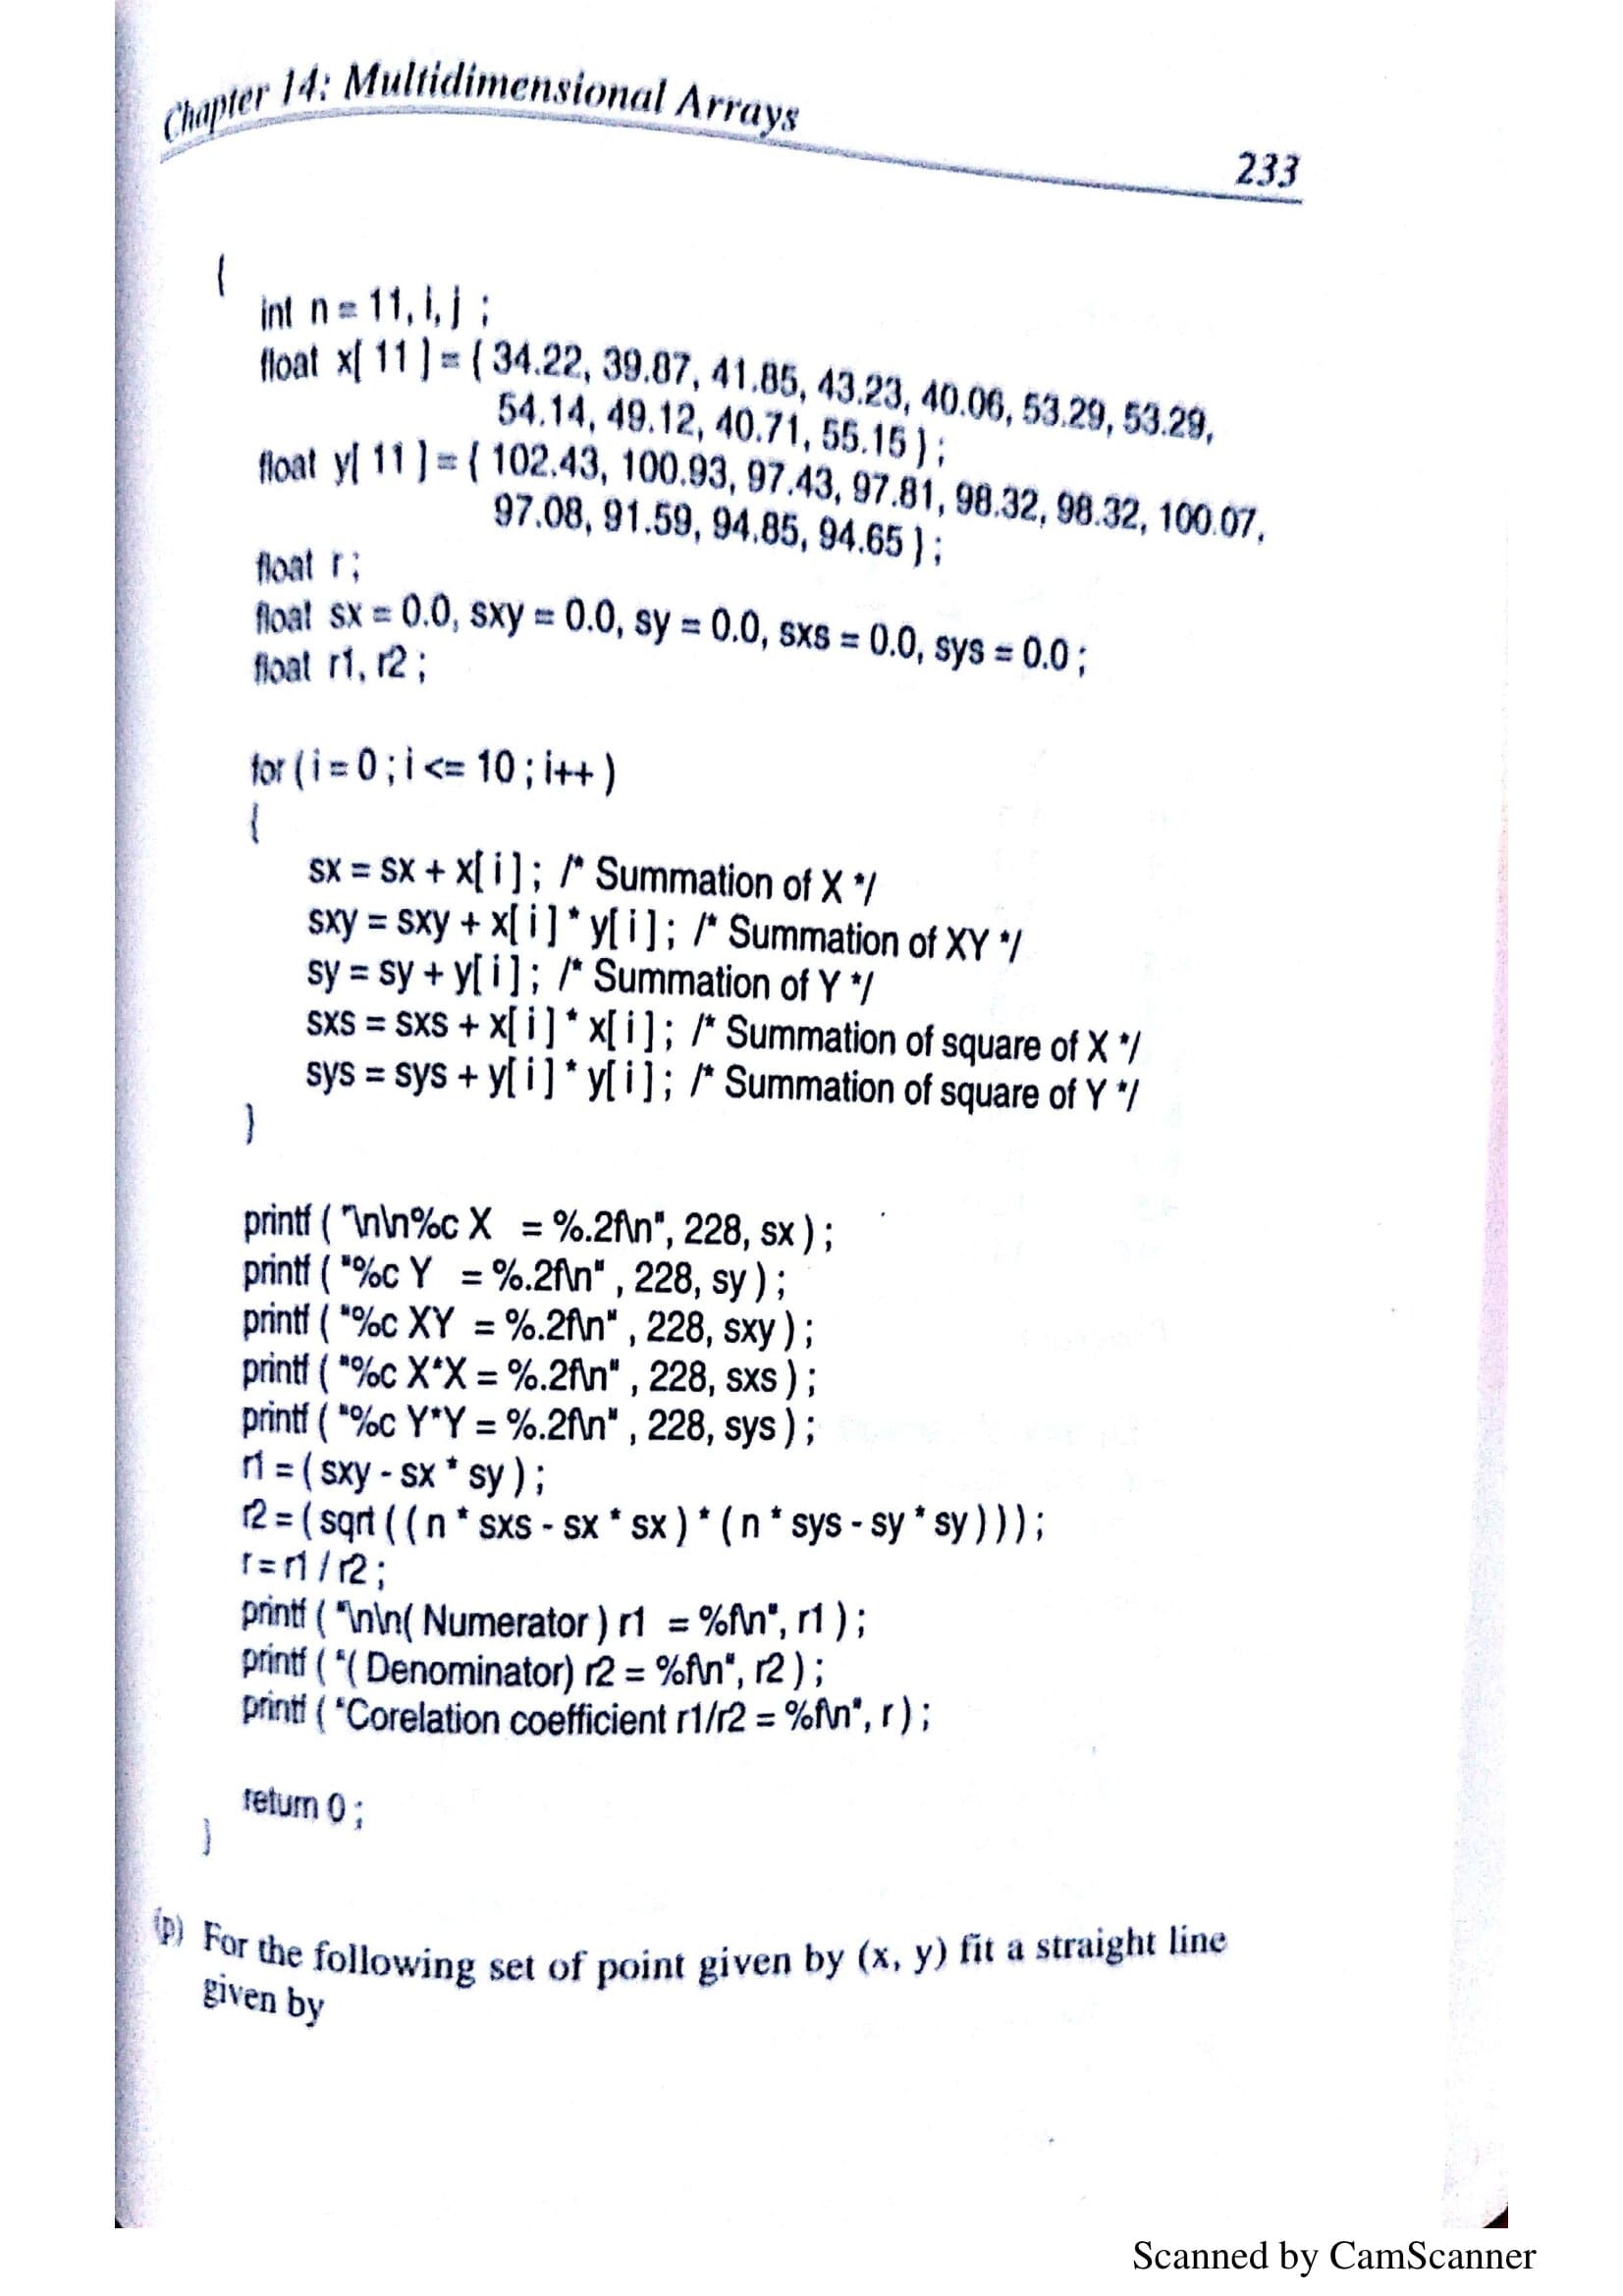 Chapter 14: Multidimensional Arrays
233
{
int n = 11, i, j ;
float x[ 11 ] = { 34.22, 39.87, 41.85, 43.23, 40.06, 53.29, 53.29,
54.14, 49.12, 40.71, 55.15 } ;
float y[ 11 ] = { 102.43, 100.93, 97.43, 97.81, 98.32, 98.32, 100.07,
97.08, 91.59, 94.85, 94.65 } ;
float r ;
float sx = 0.0, sxy = 0.0, sy = 0.0, sxs = 0.0, sys = 0.0 ;
float r1, r2 ;
for ( i = 0 ; i <= 10 ; i++ )
{
sx = sx + x[ i ] ; /* Summation of X */
sxy = sxy + x[ i ] * y[ i ] ; /* Summation of XY */
sy = sy + y[ i ] ; /* Summation of Y */
sxs = sxs + x[ i ] * x[ i ] ; /* Summation of square of X */
sys = sys + y[ i ] * y[ i ] ; /* Summation of square of Y */
}
printf ( "\n\n%c X = %.2f\n", 228, sx ) ;
printf ( "%c Y = %.2f\n" , 228, sy ) ;
printf ( "%c XY = %.2f\n" , 228, sxy ) ;
printf ( "%c X*X = %.2f\n" , 228, sxs ) ;
printf ( "%c Y*Y = %.2f\n" , 228, sys ) ;
r1 = ( sxy - sx * sy ) ;
r2 = ( sqrt ( ( n * sxs - sx * sx ) * ( n * sys - sy * sy ) ) ) ;
r = r1 / r2 ;
printf ( "\n\n( Numerator ) r1 = %f\n", r1 ) ;
printf ( "( Denominator) r2 = %f\n", r2 ) ;
printf ( "Corelation coefficient r1/r2 = %f\n", r ) ;
return 0 ;
}
(p) For the following set of point given by (x, y) fit a straight line
given by
Scanned by CamScanner